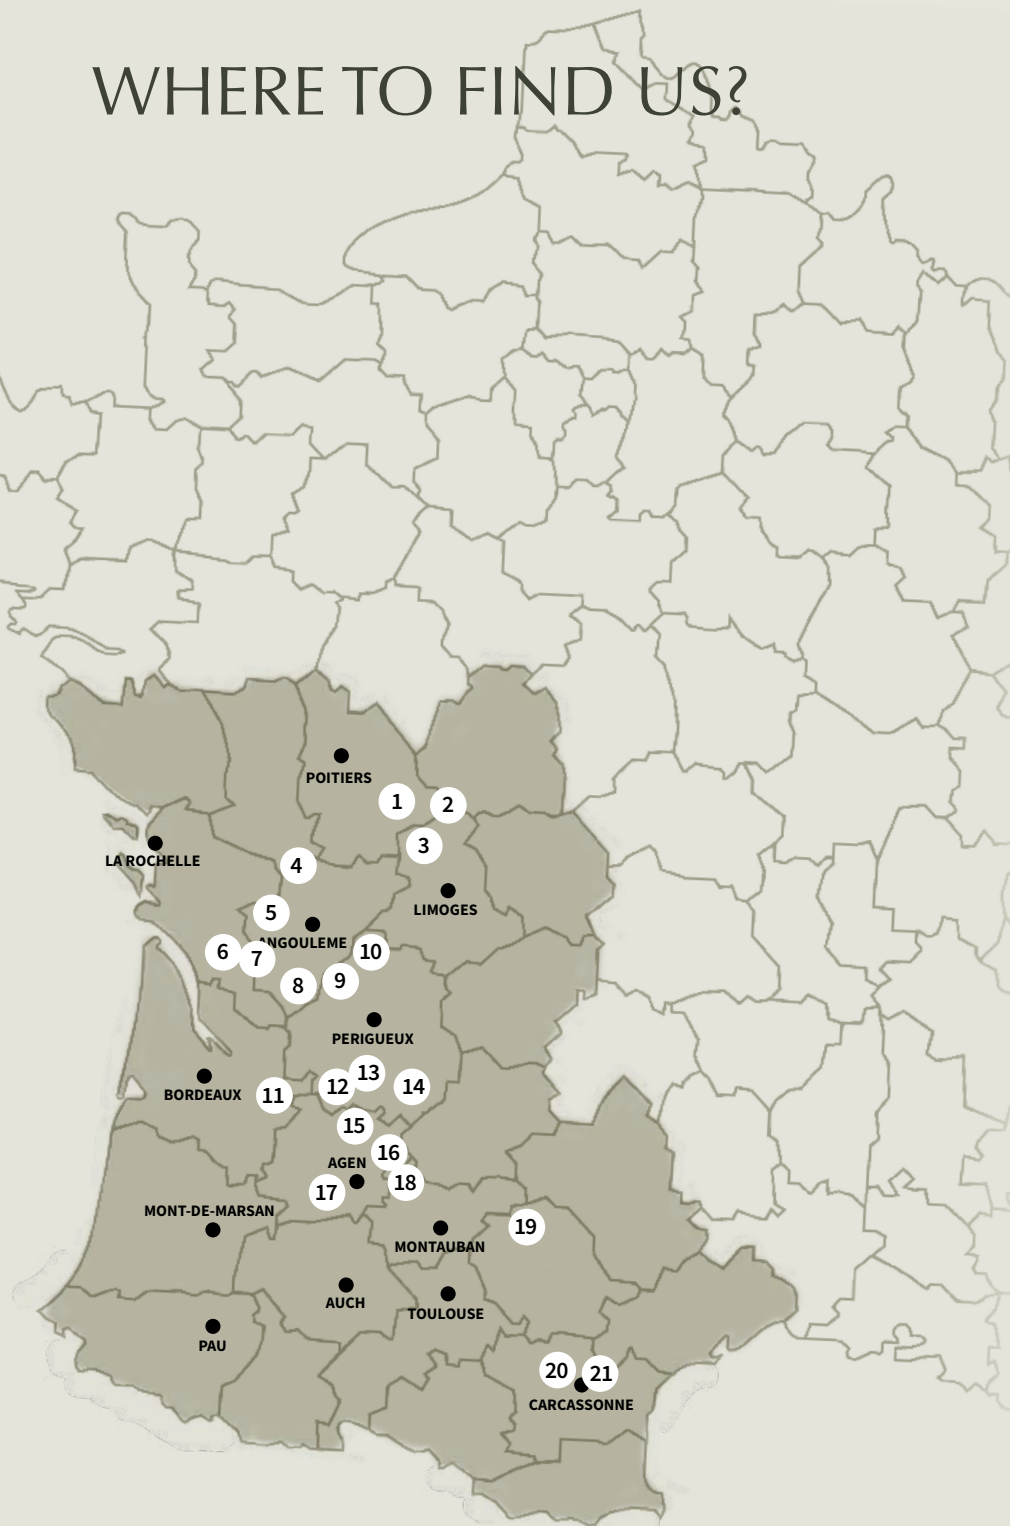 WHERE TO FIND US?
POITIERS
1
2
LA ROCHELLE
3
4
LIMOGES
5
ANGOULEME
6
7
10
8
9
PERIGUEUX
BORDEAUX
11
12
13
14
15
16
AGEN
17
18
MONT-DE-MARSAN
19
MONTAUBAN
AUCH
TOULOUSE
PAU
20
21
CARCASSONNE